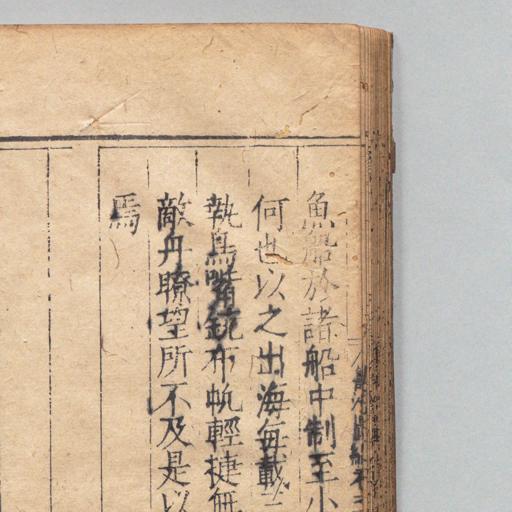 魚船於諸船中制至小
何也以之出海每載三
執鳥嘴銃布帆輕捷無
敵舟瞭望所不及是以
焉